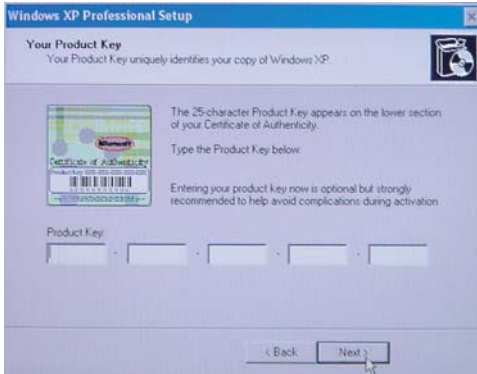 Windows XP Professional Setup
Your Product Key
Your Product Key uniquely identifies your copy of Windows XP.
The 25-character Product Key appears on the lower section
of your Certificate of Authenticity.
Type the Product Key below:
Microsoft
Certificate of Authenticity
Entering your product key now is optional but strongly
recommended to help avoid complications during activation
Product Key:
- - - -
< Back
Next >